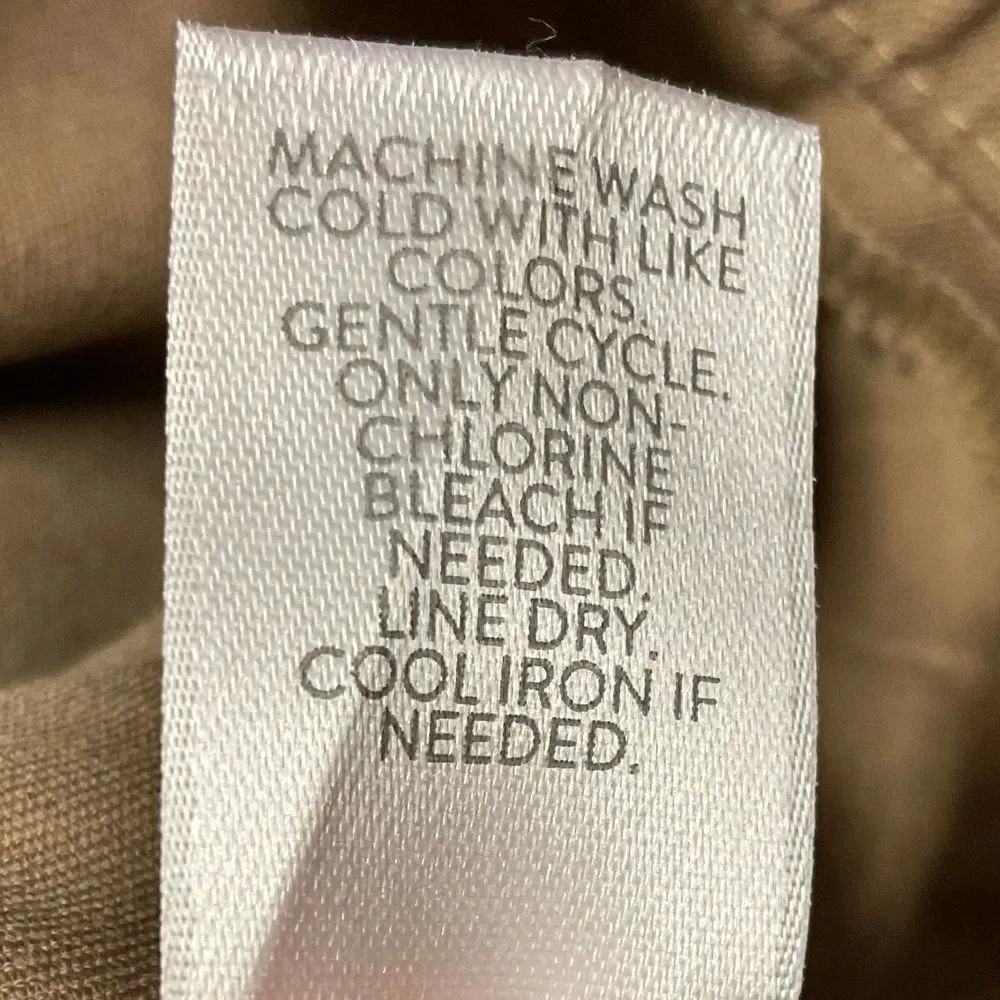 MACHINE WASH
COLD WITH LIKE
COLORS.
GENTLE CYCLE.
ONLY NON-
CHLORINE
BLEACH IF
NEEDED.
LINE DRY.
COOL IRON IF
NEEDED.